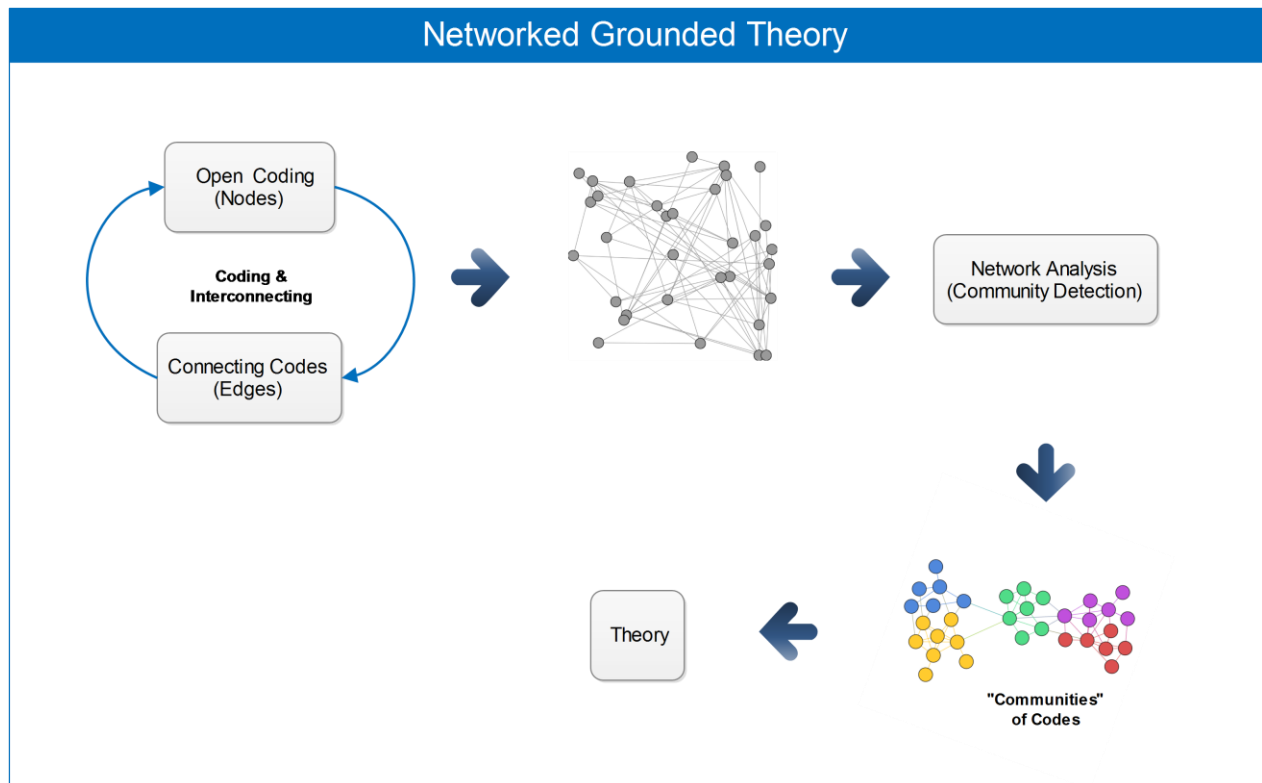 Networked Grounded Theory
Open Coding
(Nodes)
Coding &
Interconnecting
Connecting Codes
(Edges)
Network Analysis
(Community Detection)
"Communities"
of Codes
Theory